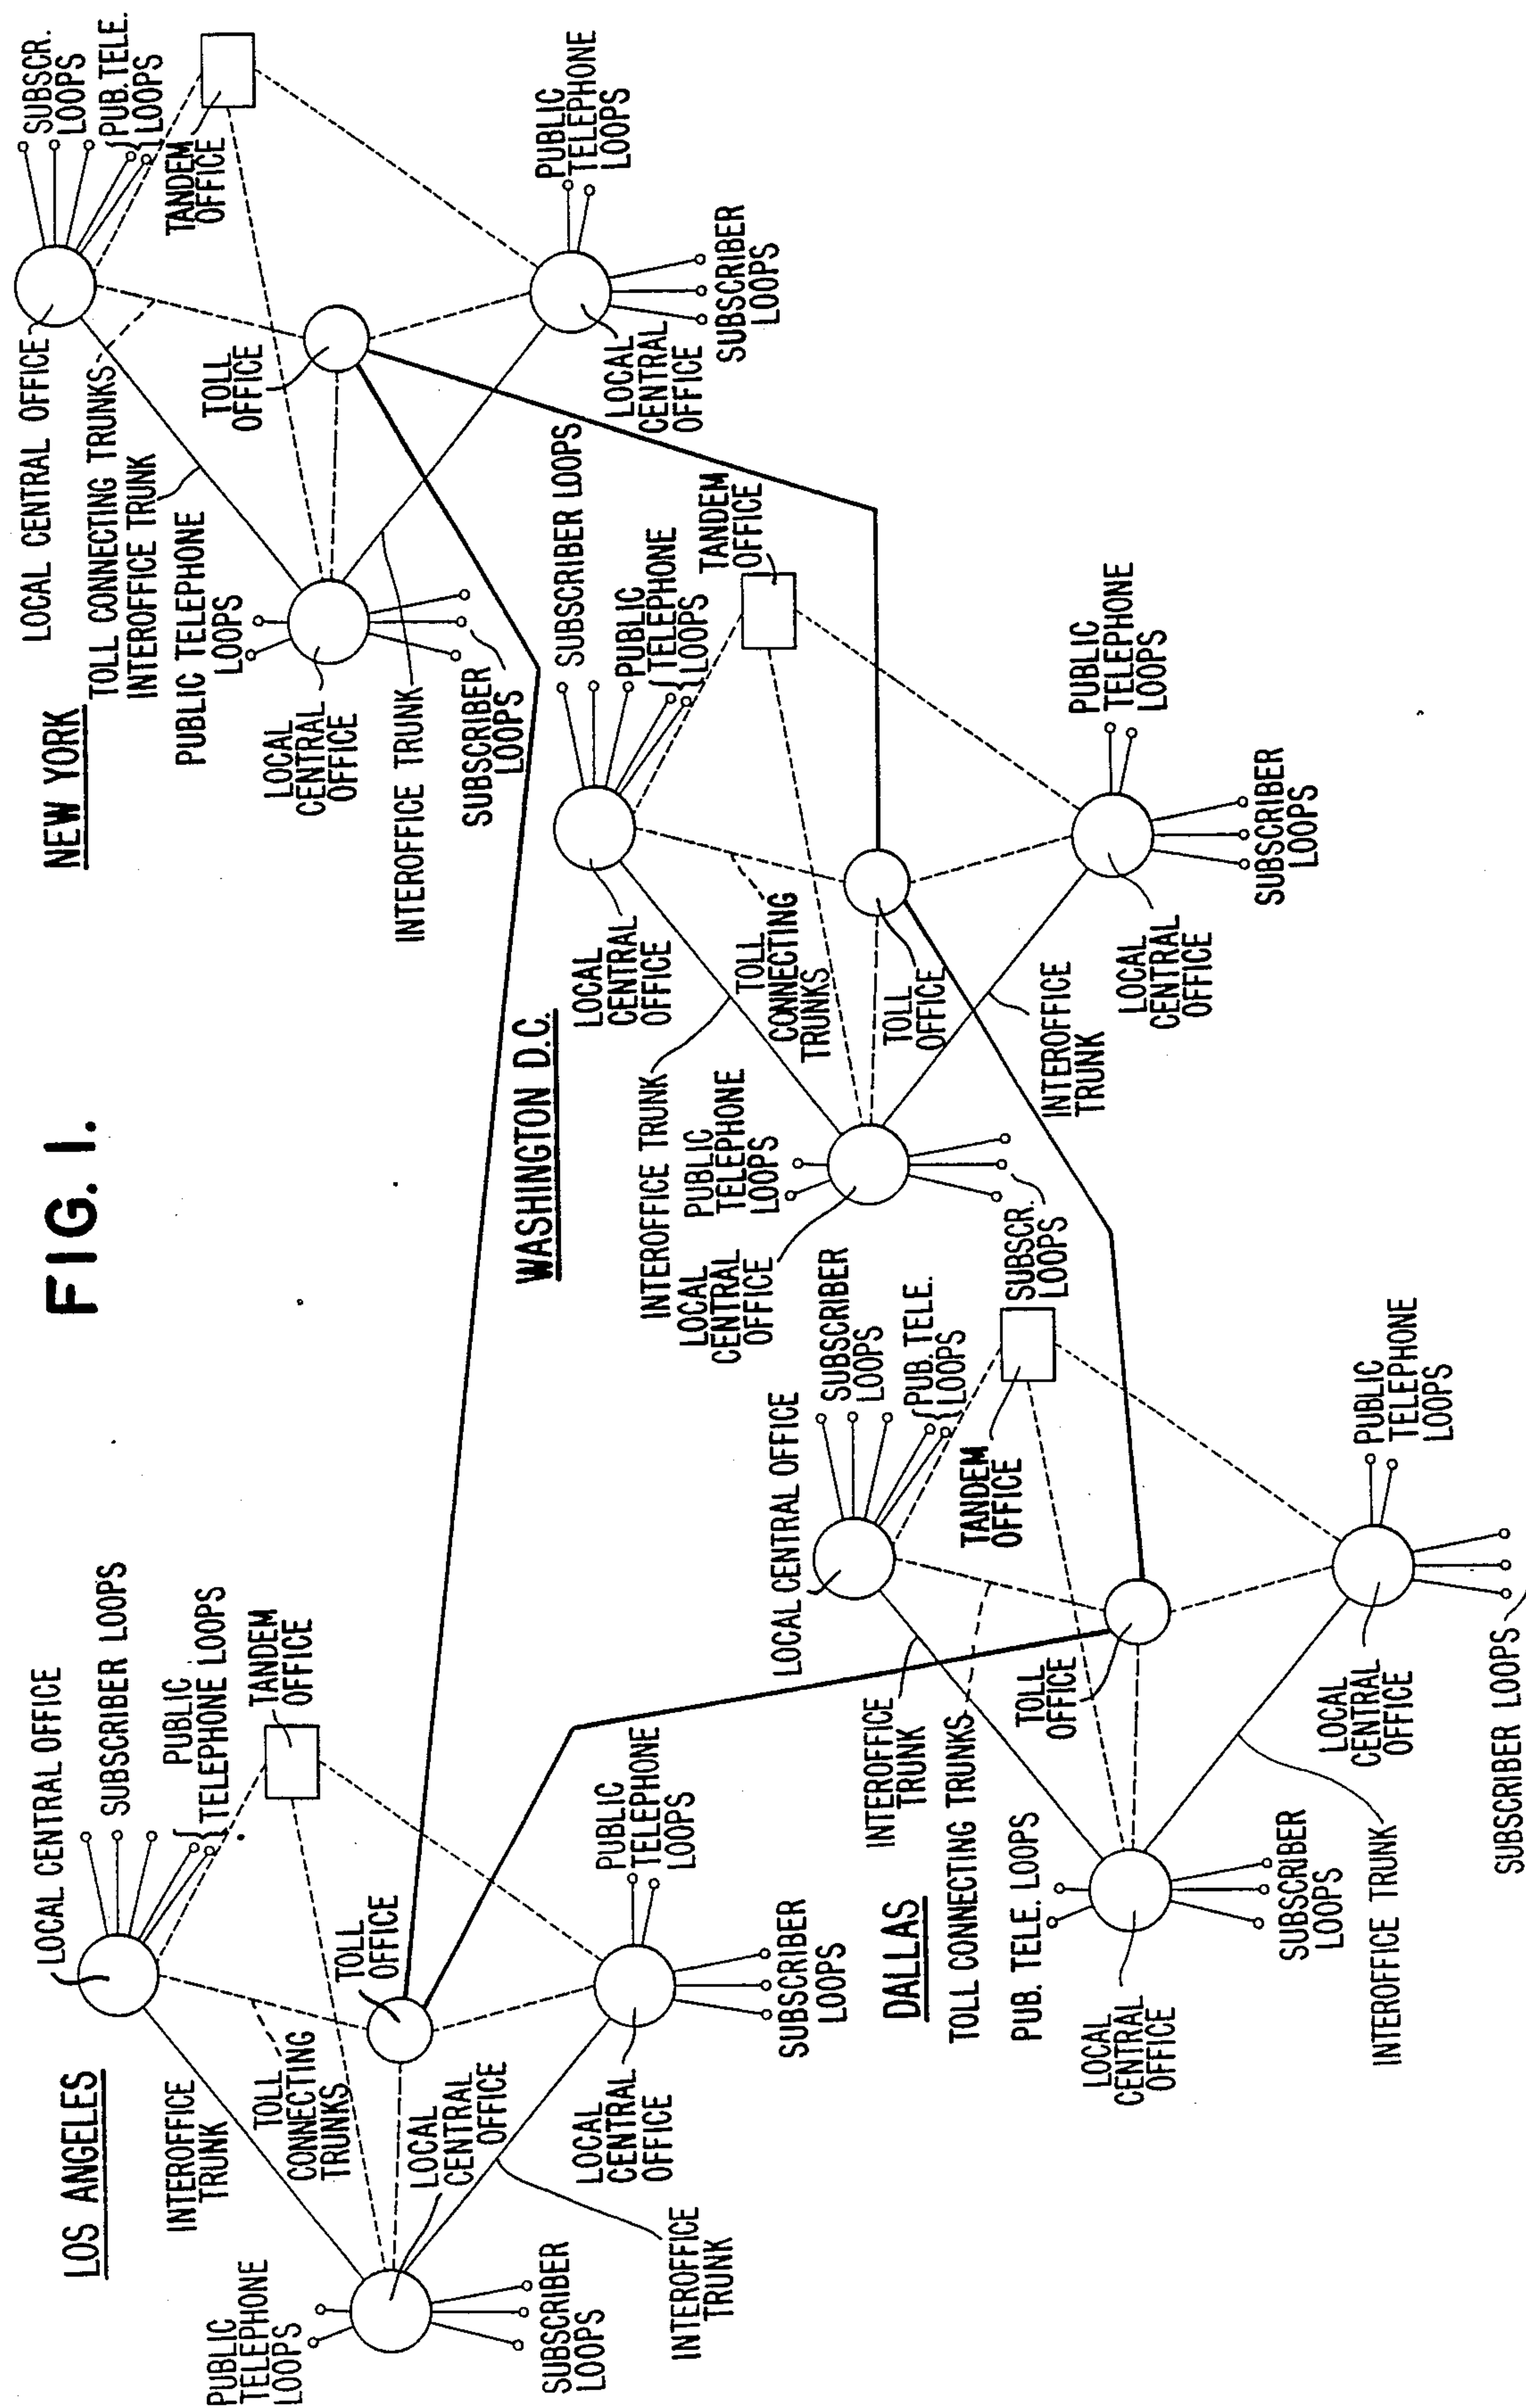 FIG. 1.
LOS ANGELES
LOCAL CENTRAL OFFICE
SUBSCRIBER LOOPS
PUBLIC
TELEPHONE LOOPS
TANDEM
OFFICE
INTEROFFICE
TRUNK
TOLL
CONNECTING
TRUNKS
TOLL
OFFICE
PUBLIC
TELEPHONE
LOOPS
LOCAL
CENTRAL
OFFICE
SUBSCRIBER
LOOPS
INTEROFFICE
TRUNK
LOCAL
CENTRAL
OFFICE
PUBLIC
TELEPHONE
LOOPS
SUBSCRIBER
LOOPS
NEW YORK
LOCAL CENTRAL OFFICE
SUBSCR.
LOOPS
PUB. TELE.
LOOPS
TANDEM
OFFICE
TOLL CONNECTING TRUNKS
INTEROFFICE TRUNK
PUBLIC TELEPHONE
LOOPS
TOLL
OFFICE
LOCAL
CENTRAL
OFFICE
INTEROFFICE TRUNK
SUBSCRIBER
LOOPS
LOCAL
CENTRAL
OFFICE
PUBLIC
TELEPHONE
LOOPS
SUBSCRIBER
LOOPS
WASHINGTON D.C.
LOCAL
CENTRAL
OFFICE
SUBSCRIBER LOOPS
PUBLIC
TELEPHONE
LOOPS
TANDEM
OFFICE
INTEROFFICE TRUNK
TOLL
CONNECTING
TRUNKS
PUBLIC
TELEPHONE
LOOPS
LOCAL
CENTRAL
OFFICE
TOLL
OFFICE
SUBSCR.
LOOPS
INTEROFFICE
TRUNK
LOCAL
CENTRAL
OFFICE
PUBLIC
TELEPHONE
LOOPS
SUBSCRIBER
LOOPS
DALLAS
LOCAL CENTRAL OFFICE
SUBSCRIBER
LOOPS
PUB. TELE.
LOOPS
TANDEM
OFFICE
INTEROFFICE
TRUNK
TOLL CONNECTING TRUNKS
PUB. TELE. LOOPS
TOLL
OFFICE
LOCAL
CENTRAL
OFFICE
SUBSCRIBER
LOOPS
INTEROFFICE TRUNK
LOCAL
CENTRAL
OFFICE
PUBLIC
TELEPHONE
LOOPS
SUBSCRIBER LOOPS